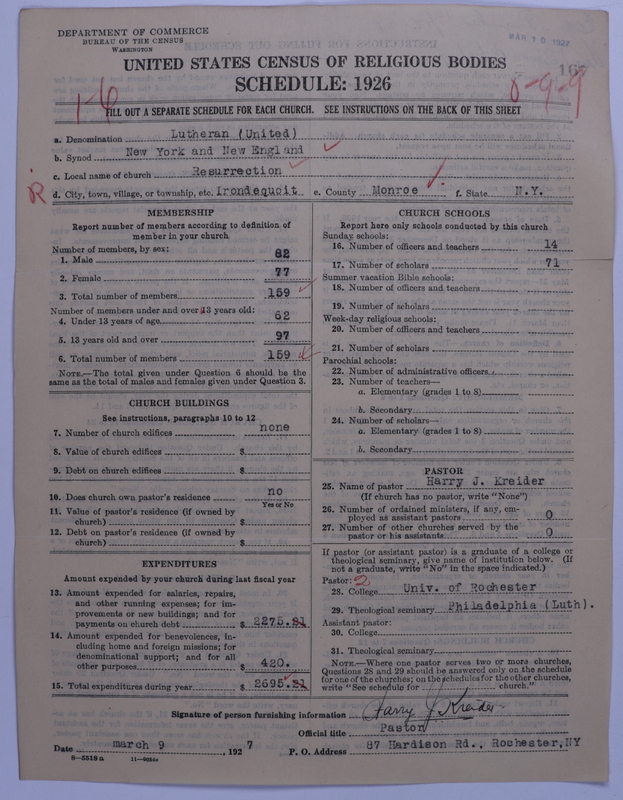 DEPARTMENT OF COMMERCE
BUREAU OF THE CENSUS
WASHINGTON
MAR 10 1927
UNITED STATES CENSUS OF RELIGIOUS BODIES
SCHEDULE: 1926
166
1-6
8-9-9
FILL OUT A SEPARATE SCHEDULE FOR EACH CHURCH. SEE INSTRUCTIONS ON THE BACK OF THIS SHEET
a. Denomination Lutheran (United)
b. Synod New York and New England
c. Local name of church Resurrection
R
d. City, town, village, or township, etc. Irondequoit e. County Monroe f. State N.Y.
MEMBERSHIP
Report number of members according to definition of
member in your church
Number of members, by sex:
1. Male 82
2. Female 77
3. Total number of members 159
Number of members under and over 13 years old:
4. Under 13 years of age 62
5. 13 years old and over 97
6. Total number of members 159
NOTE.—The total given under Question 6 should be
same as the total of males and females given under Question 3.
CHURCH BUILDINGS
See instructions, paragraphs 10 to 12
7. Number of church edifices none
8. Value of church edifices $
9. Debt on church edifices $
10. Does church own pastor's residence no
Yes or No
11. Value of pastor's residence (if owned by
church) $
12. Debt on pastor's residence (if owned by
church) $
EXPENDITURES
Amount expended by your church during last fiscal year
13. Amount expended for salaries, repairs,
and other running expenses; for im-
provements or new buildings; and for
payments on church debt $ 2275.21
14. Amount expended for benevolences, in-
cluding home and foreign missions; for
denominational support; and for all
other purposes $ 420.
15. Total expenditures during year $ 2695.21
CHURCH SCHOOLS
Report here only schools conducted by this church
Sunday schools:
16. Number of officers and teachers 14
17. Number of scholars 71
Summer vacation Bible schools:
18. Number of officers and teachers
19. Number of scholars
Week-day religious schools:
20. Number of officers and teachers
21. Number of scholars
Parochial schools:
22. Number of administrative officers
23. Number of teachers—
a. Elementary (grades 1 to 8)
b. Secondary
24. Number of scholars—
a. Elementary (grades 1 to 8)
b. Secondary
PASTOR
25. Name of pastor Harry J. Kreider
(If church has no pastor, write "None")
26. Number of ordained ministers, if any, em-
ployed as assistant pastors 0
27. Number of other churches served by the
pastor or his assistants 0
If pastor (or assistant pastor) is a graduate of a college or
theological seminary, give name of institution below. (If
not a graduate, write "No" in the space indicated.)
Pastor: 2
28. College Univ. of Rochester
29. Theological seminary Philadelphia (Luth).
Assistant pastor:
30. College
31. Theological seminary
NOTE.—Where one pastor serves two or more churches,
Questions 28 and 29 should be answered only on the schedule
for one of the churches; on the schedules for the other churches,
write "See schedule for church."
Signature of person furnishing information Harry J. Kreider
Official title Pastor
Date march 9, 1927 P. O. Address 87 Hardison Rd., Rochester, NY
8-5518 a 11-9034a